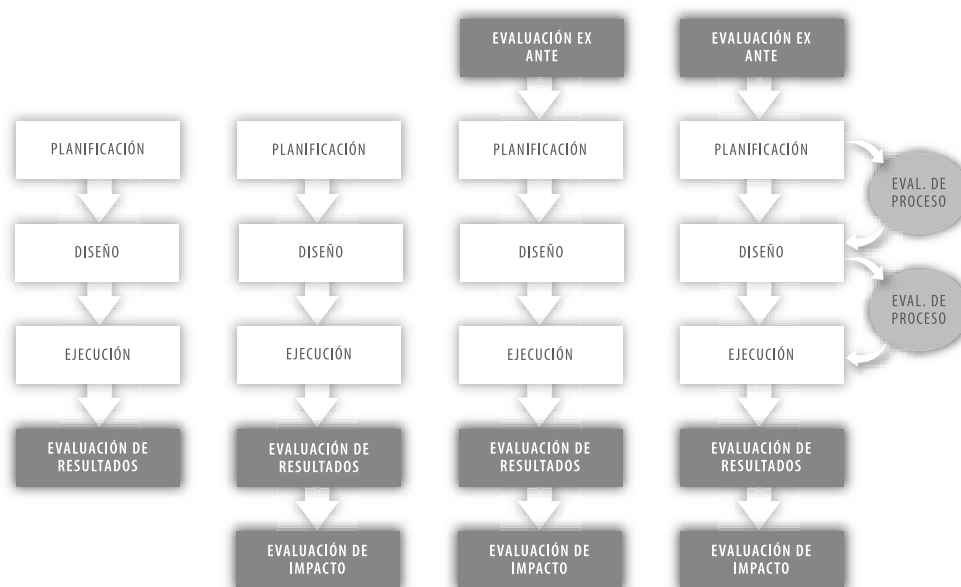 EVALUACIÓN EX
ANTE
EVALUACIÓN EX
ANTE
PLANIFICACIÓN
PLANIFICACIÓN
PLANIFICACIÓN
PLANIFICACIÓN
EVAL. DE
PROCESO
DISEÑO
DISEÑO
DISEÑO
DISEÑO
EVAL. DE
PROCESO
EJECUCIÓN
EJECUCIÓN
EJECUCIÓN
EJECUCIÓN
EVALUACIÓN DE
RESULTADOS
EVALUACIÓN DE
RESULTADOS
EVALUACIÓN DE
RESULTADOS
EVALUACIÓN DE
RESULTADOS
EVALUACIÓN DE
IMPACTO
EVALUACIÓN DE
IMPACTO
EVALUACIÓN DE
IMPACTO